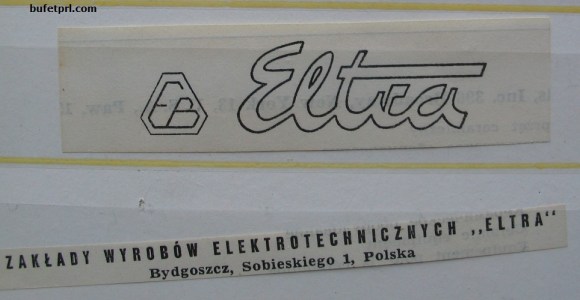 bufetprl.com
EB Eltra
ZAKŁADY WYROBÓW ELEKTROTECHNICZNYCH „ELTRA“
Bydgoszcz, Sobieskiego 1, Polska